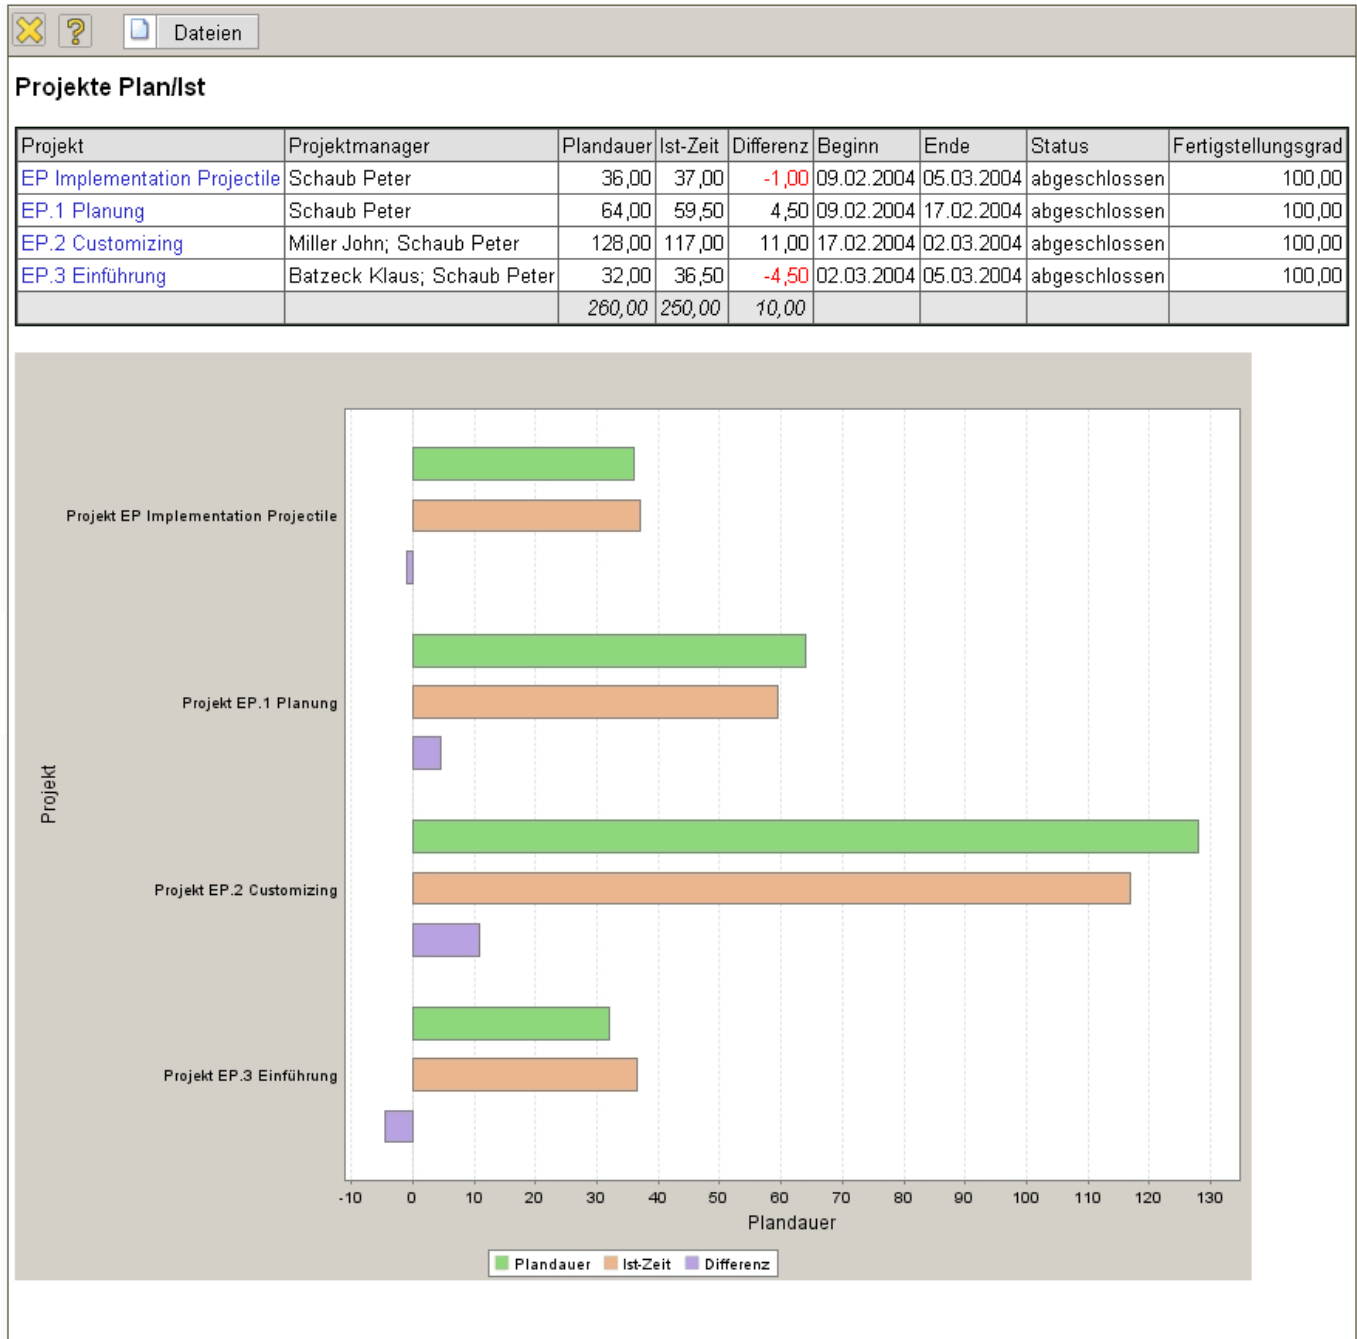 Dateien
Projekte Plan/Ist
Projekt Projektmanager Plandauer Ist-Zeit Differenz Beginn Ende Status Fertigstellungsgrad
EP Implementation Projectile Schaub Peter 36,00 37,00 -1,00 09.02.2004 05.03.2004 abgeschlossen 100,00
EP.1 Planung Schaub Peter 64,00 59,50 4,50 09.02.2004 17.02.2004 abgeschlossen 100,00
EP.2 Customizing Miller John; Schaub Peter 128,00 117,00 11,00 17.02.2004 02.03.2004 abgeschlossen 100,00
EP.3 Einführung Batzeck Klaus; Schaub Peter 32,00 36,50 -4,50 02.03.2004 05.03.2004 abgeschlossen 100,00
260,00 250,00 10,00
Projekt
Projekt EP Implementation Projectile
Projekt EP.1 Planung
Projekt EP.2 Customizing
Projekt EP.3 Einführung
-10 0 10 20 30 40 50 60 70 80 90 100 110 120 130
Plandauer
Plandauer Ist-Zeit Differenz